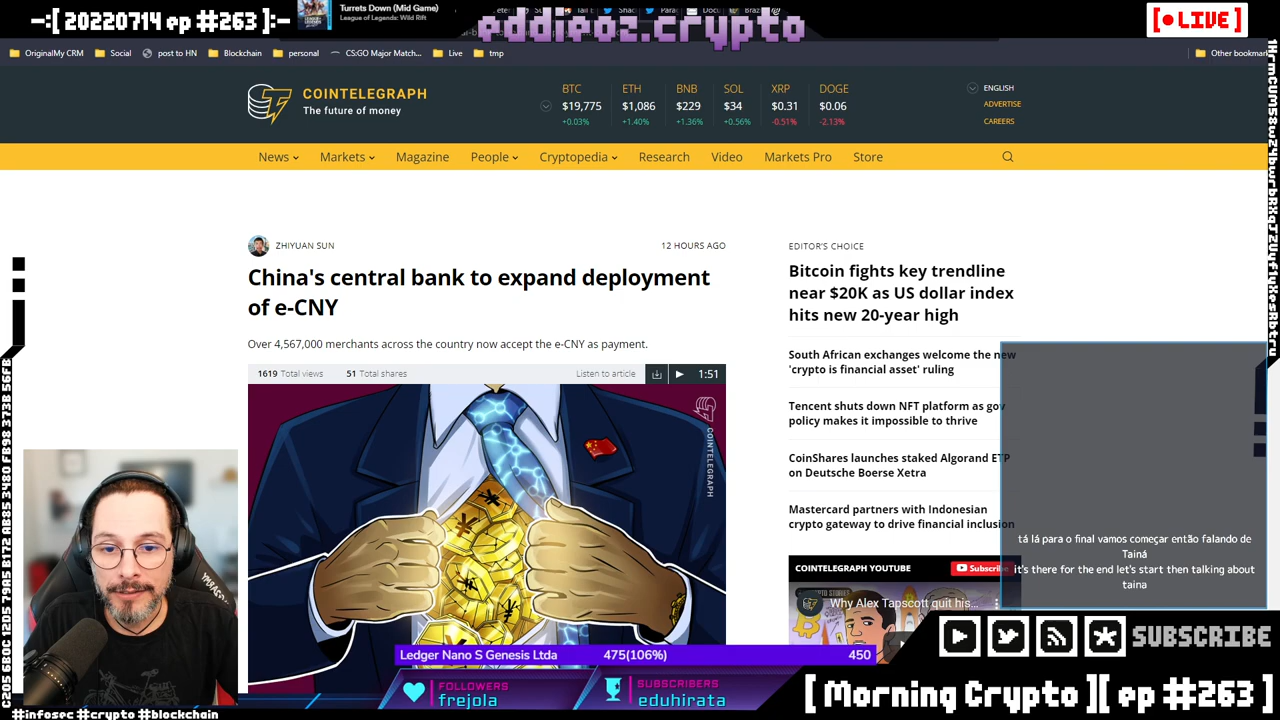 -:[ 20220714 ep #263 ]:-
Turrets Down (Mid Game)
League of Legends: Wild Rift
eddieoz.crypto
[● LIVE]
OriginalMy CRM
Social
post to HN
Blockchain
personal
CS:GO Major Match...
Live
tmp
Other bookmar
COINTELEGRAPH
The future of money
BTC
ETH
BNB
SOL
XRP
DOGE
$19,775
$1,086
$229
$34
$0.31
$0.06
+0.03%
+1.40%
+1.36%
+0.56%
-0.51%
-2.13%
ENGLISH
ADVERTISE
CAREERS
News
Markets
Magazine
People
Cryptopedia
Research
Video
Markets Pro
Store
ZHIYUAN SUN
12 HOURS AGO
China's central bank to expand deployment
of e-CNY
Over 4,567,000 merchants across the country now accept the e-CNY as payment.
1619 Total views
51 Total shares
Listen to article
1:51
COINTELEGRAPH
EDITOR'S CHOICE
Bitcoin fights key trendline
near $20K as US dollar index
hits new 20-year high
South African exchanges welcome the new
'crypto is financial asset' ruling
Tencent shuts down NFT platform as gov
policy makes it impossible to thrive
CoinShares launches staked Algorand ETP
on Deutsche Boerse Xetra
Mastercard partners with Indonesian
crypto gateway to drive financial inclusion
COINTELEGRAPH YOUTUBE
Subscribe
Why Alex Tapscott quit his...
tá lá para o final vamos começar então falando de
Tainá
it's there for the end let's start then talking about
taina
Ledger Nano S Genesis Ltda
475(106%)
450
FOLLOWERS
frejola
SUBSCRIBERS
eduhirata
SUBSCRIBE
[ Morning Crypto ][ ep #263 ]
#infosec #crypto #blockchain